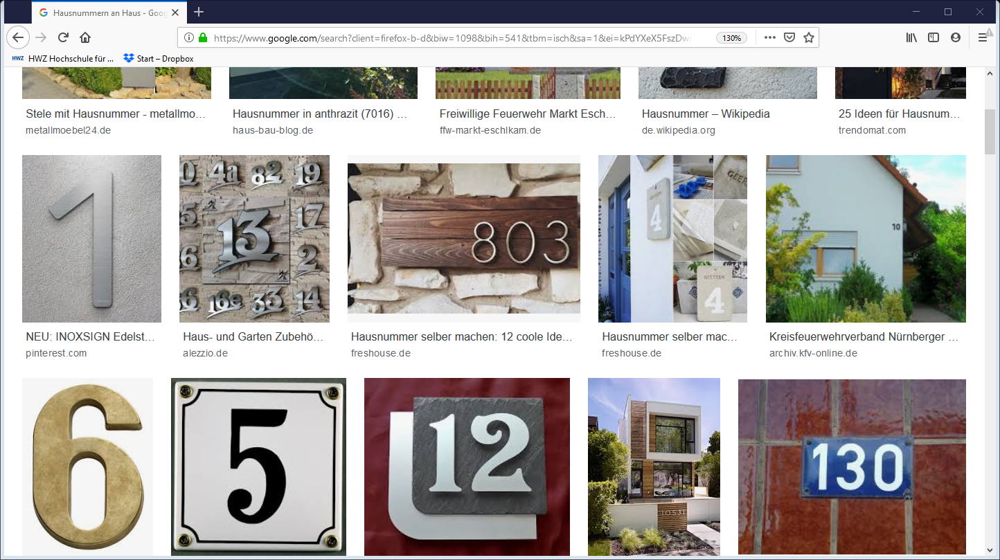 Hausnummern an Haus - Goog
https://www.google.com/search?client=firefox-b-d&biw=1098&bih=541&tbm=isch&sa=1&ei=kPdYXeX5FszDw
130%
HWZ HWZ Hochschule für ...
Start – Dropbox
Stele mit Hausnummer - metallmo...
metallmoebel24.de
Hausnummer in anthrazit (7016) ...
haus-bau-blog.de
Freiwillige Feuerwehr Markt Esch...
ffw-markt-eschlkam.de
Hausnummer – Wikipedia
de.wikipedia.org
25 Ideen für Hausnum...
trendomat.com
1
0 4a 82 19
5 13 17
6 2
6 16e 33 14
803
GEERKEN
4
GEERKEN
GEERKEN
4
10
NEU: INOXSIGN Edelst...
pinterest.com
Haus- und Garten Zubehö...
alezzio.de
Hausnummer selber machen: 12 coole Ide...
freshouse.de
Hausnummer selber mac...
freshouse.de
Kreisfeuerwehrverband Nürnberger ...
archiv.kfv-online.de
6
5
12
10531
130